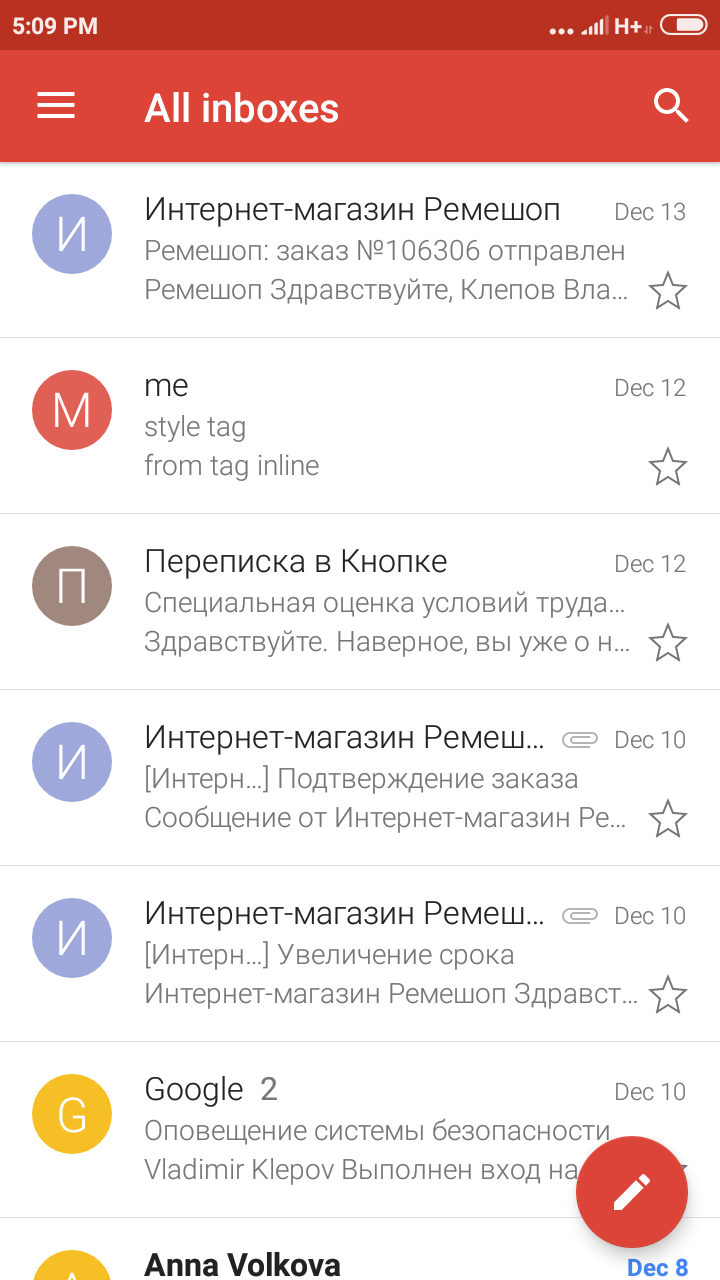 5:09 PM H+
All inboxes
И
Интернет-магазин Ремешоп Dec 13
Ремешоп: заказ №106306 отправлен
Ремешоп Здравствуйте, Клепов Вла...
M
me Dec 12
style tag
from tag inline
П
Переписка в Кнопке Dec 12
Специальная оценка условий труда...
Здравствуйте. Наверное, вы уже о н...
И
Интернет-магазин Ремеш... Dec 10
[Интерн...] Подтверждение заказа
Сообщение от Интернет-магазин Ре...
И
Интернет-магазин Ремеш... Dec 10
[Интерн...] Увеличение срока
Интернет-магазин Ремешоп Здравст...
G
Google 2 Dec 10
Оповещение системы безопасности
Vladimir Klepov Выполнен вход на
A
Anna Volkova Dec 8